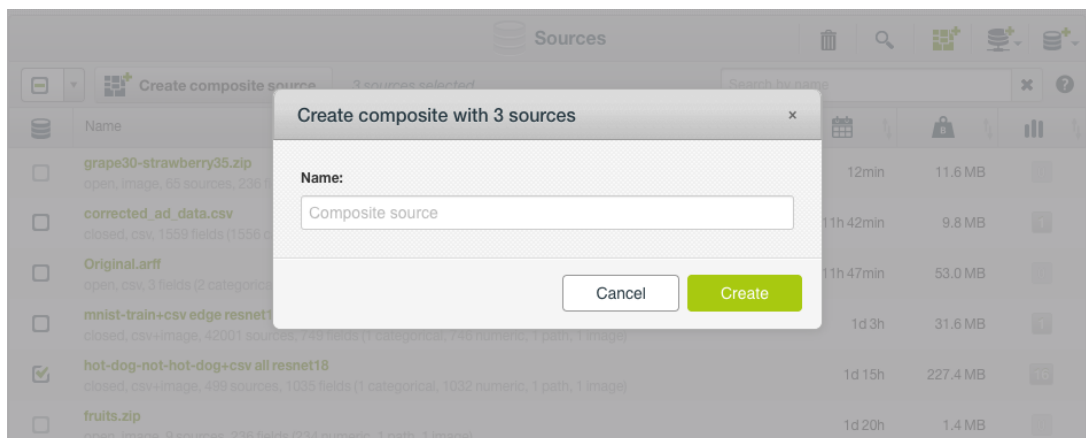 Sources
Create composite source 3 sources selected Search by name
Create composite with 3 sources ×
Name
Name:
Composite source
Cancel Create
grape30-strawberry35.zip 12min 11.6 MB
open, image, 65 sources, 236
corrected_ad_data.csv 11h 42min 9.8 MB
closed, csv, 1559 fields (1556
Original.arff 11h 47min 53.0 MB
open, csv, 3 fields (2 categorical
mnist-train+csv edge resnet1 1d 3h 31.6 MB 1
closed, csv+image, 42001 sources, 749 fields (1 categorical, 746 numeric, 1 path, 1 image)
hot-dog-not-hot-dog+csv all resnet18 1d 15h 227.4 MB 16
closed, csv+image, 499 sources, 1035 fields (1 categorical, 1032 numeric, 1 path, 1 image)
fruits.zip 1d 20h 1.4 MB
open, image, 9 sources, 236 fields (234 numeric, 1 path, 1 image)